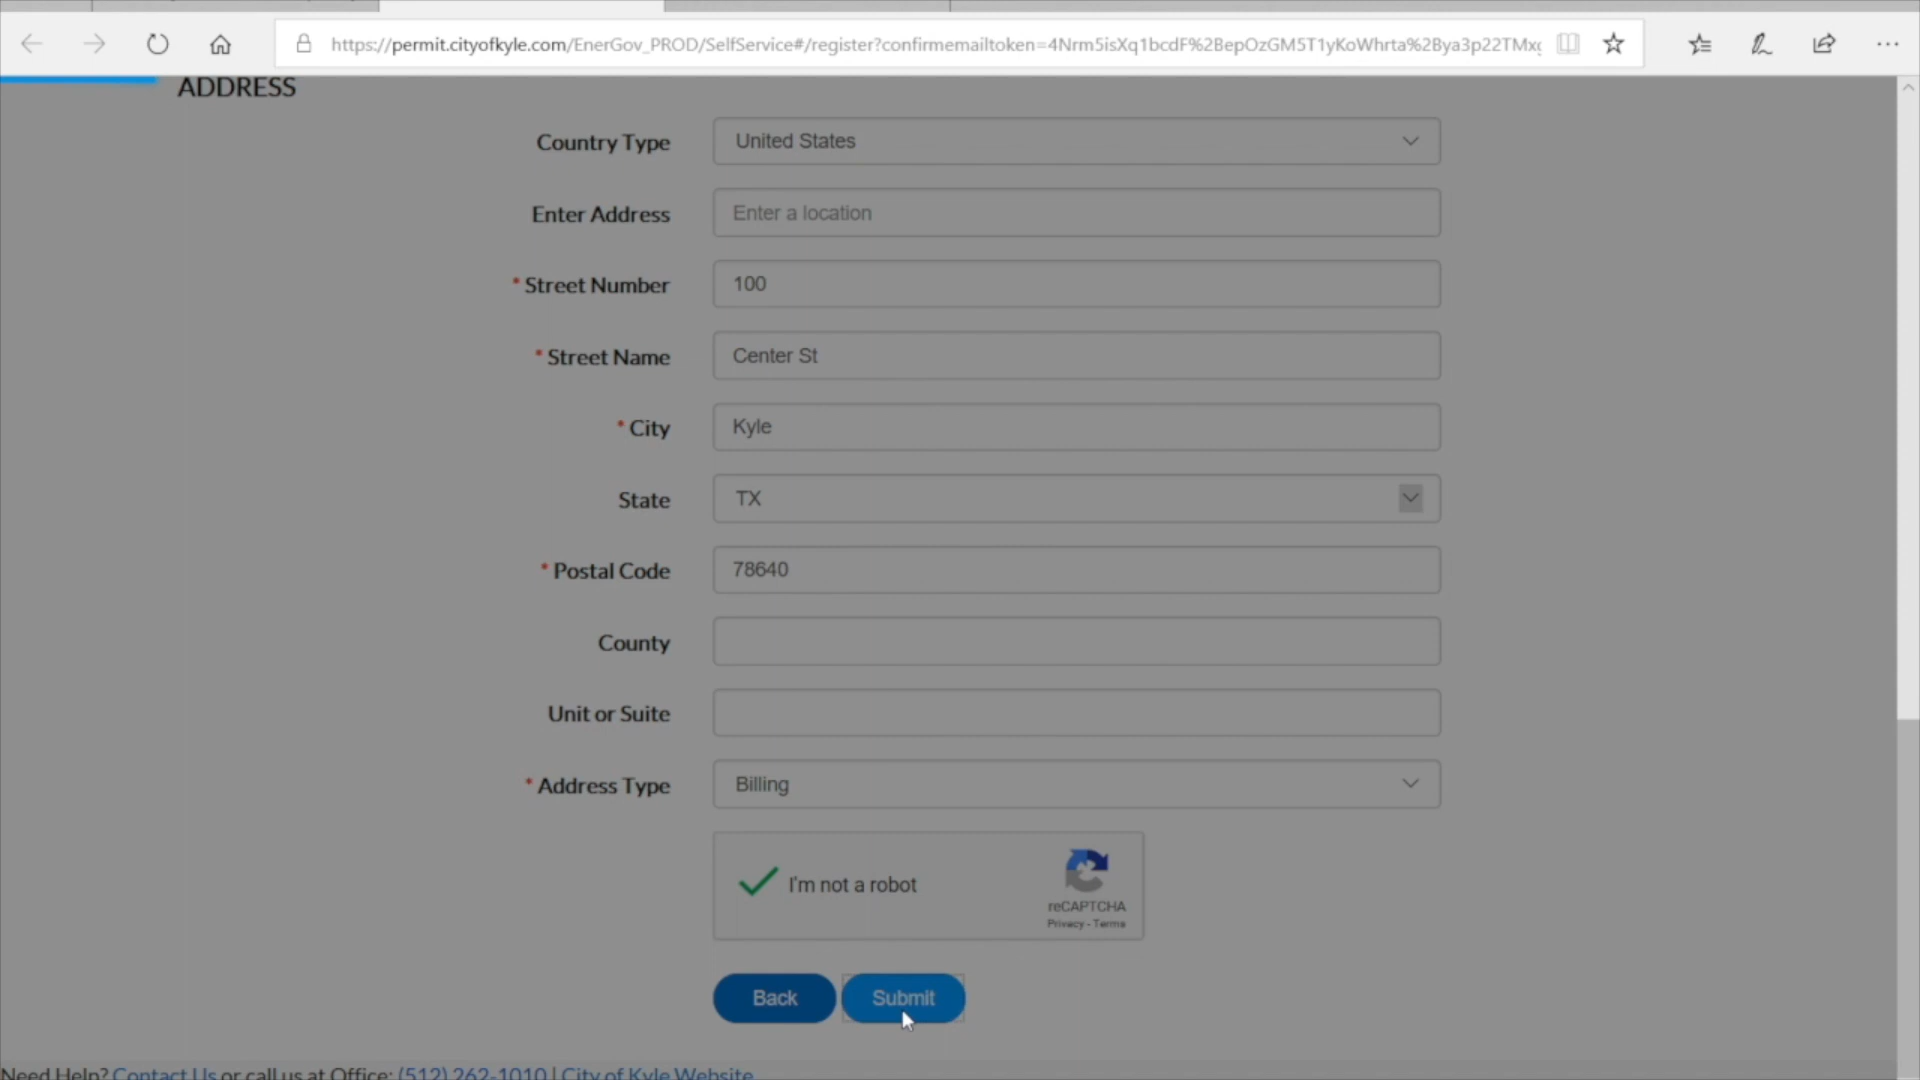 https://permit.cityofkyle.com/EnerGov_PROD/SelfService#/register?confirmemailtoken=4Nrm5isXq1bcdF%2BepOzGM5T1yKoWhrta%2Bya3p22TMx
ADDRESS
Country Type United States
Enter Address Enter a location
* Street Number 100
* Street Name Center St
* City Kyle
State TX
* Postal Code 78640
County
Unit or Suite
* Address Type Billing
I'm not a robot
reCAPTCHA
Privacy - Terms
Back Submit
Need Help? Contact Us or call us at Office: (512) 262-1010 | City of Kyle Website